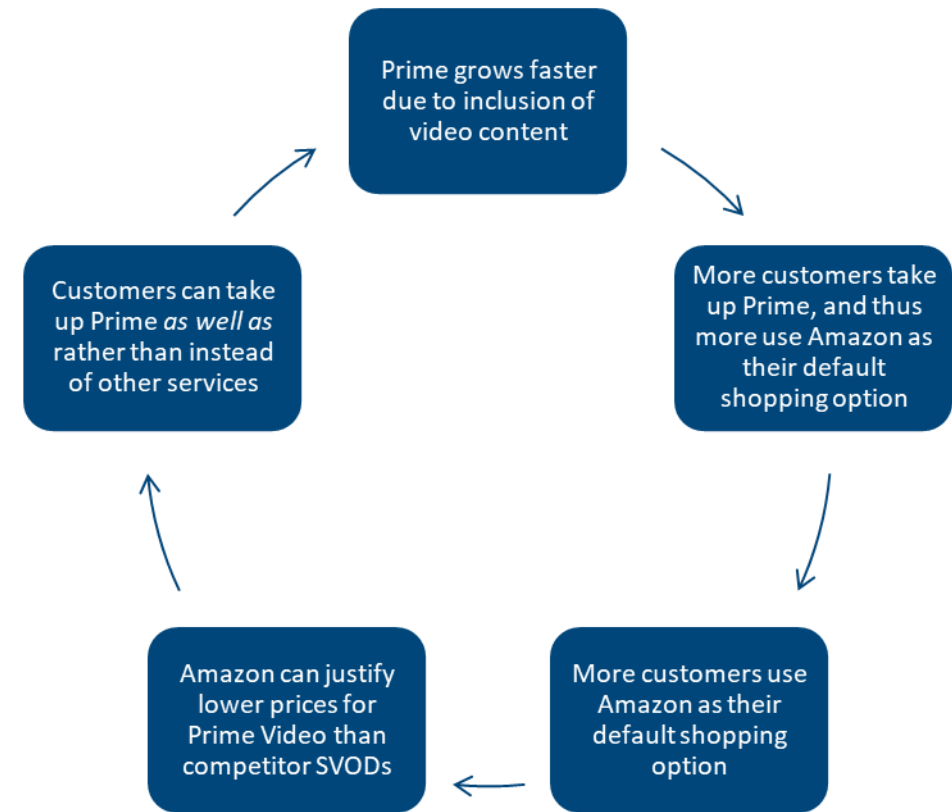 Prime grows faster
due to inclusion of
video content
More customers take
up Prime, and thus
more use Amazon as
their default
shopping option
More customers use
Amazon as their
default shopping
option
Amazon can justify
lower prices for
Prime Video than
competitor SVODs
Customers can take
up Prime as well as
rather than instead
of other services